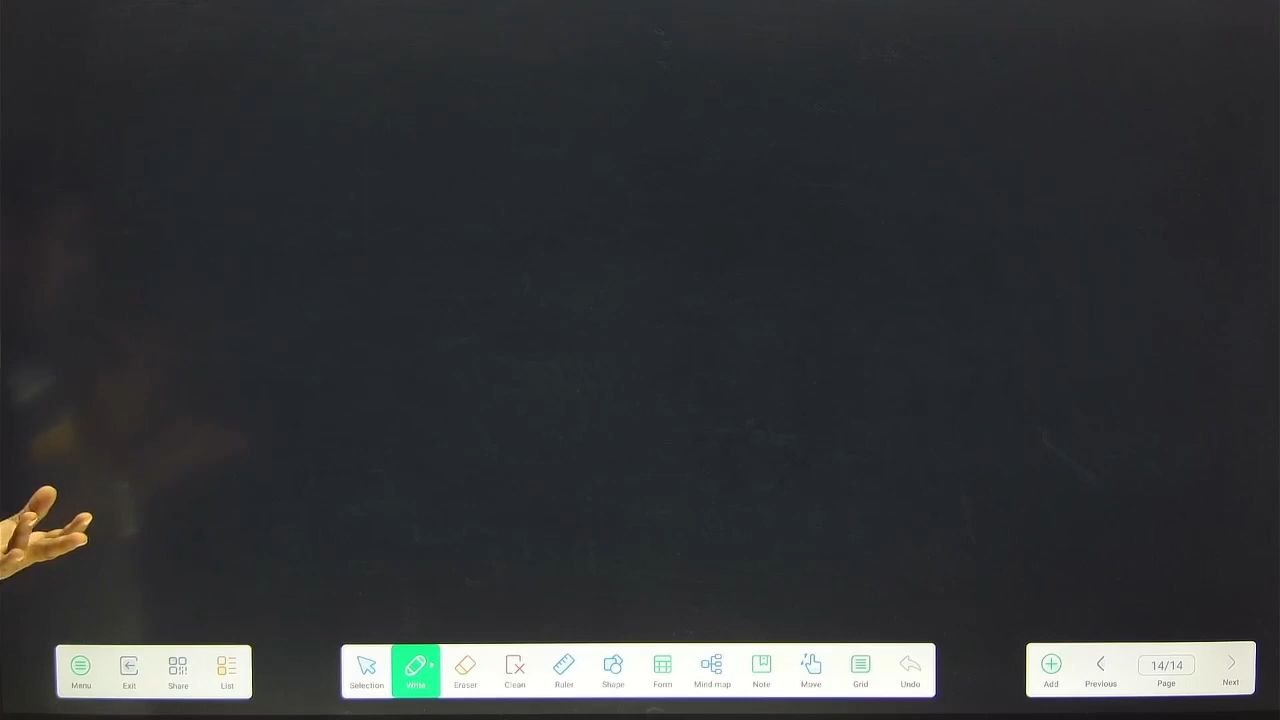 Menu Exit Share List
Selection Write Eraser Clean Ruler Shape Form Mind map Note Move Grid Undo
Add Previous 14/14 Page Next